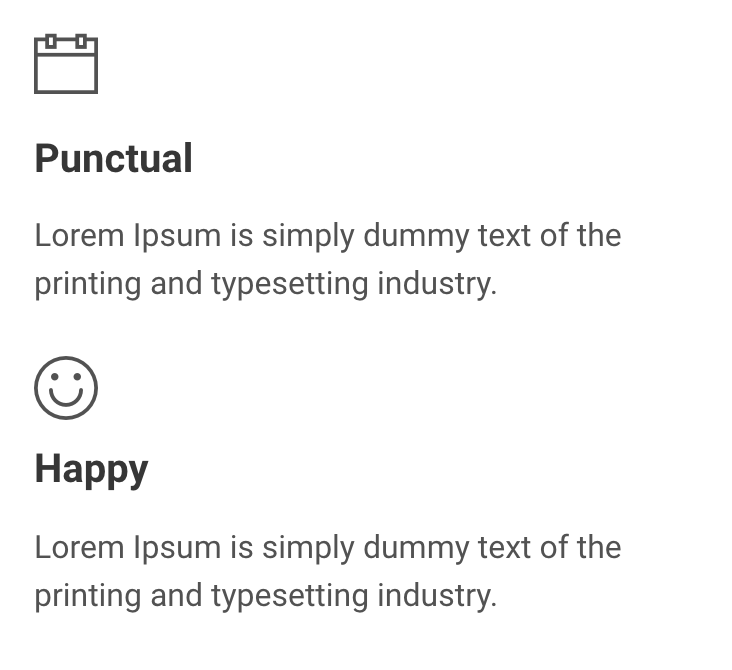 Punctual
Lorem Ipsum is simply dummy text of the
printing and typesetting industry.
Happy
Lorem Ipsum is simply dummy text of the
printing and typesetting industry.